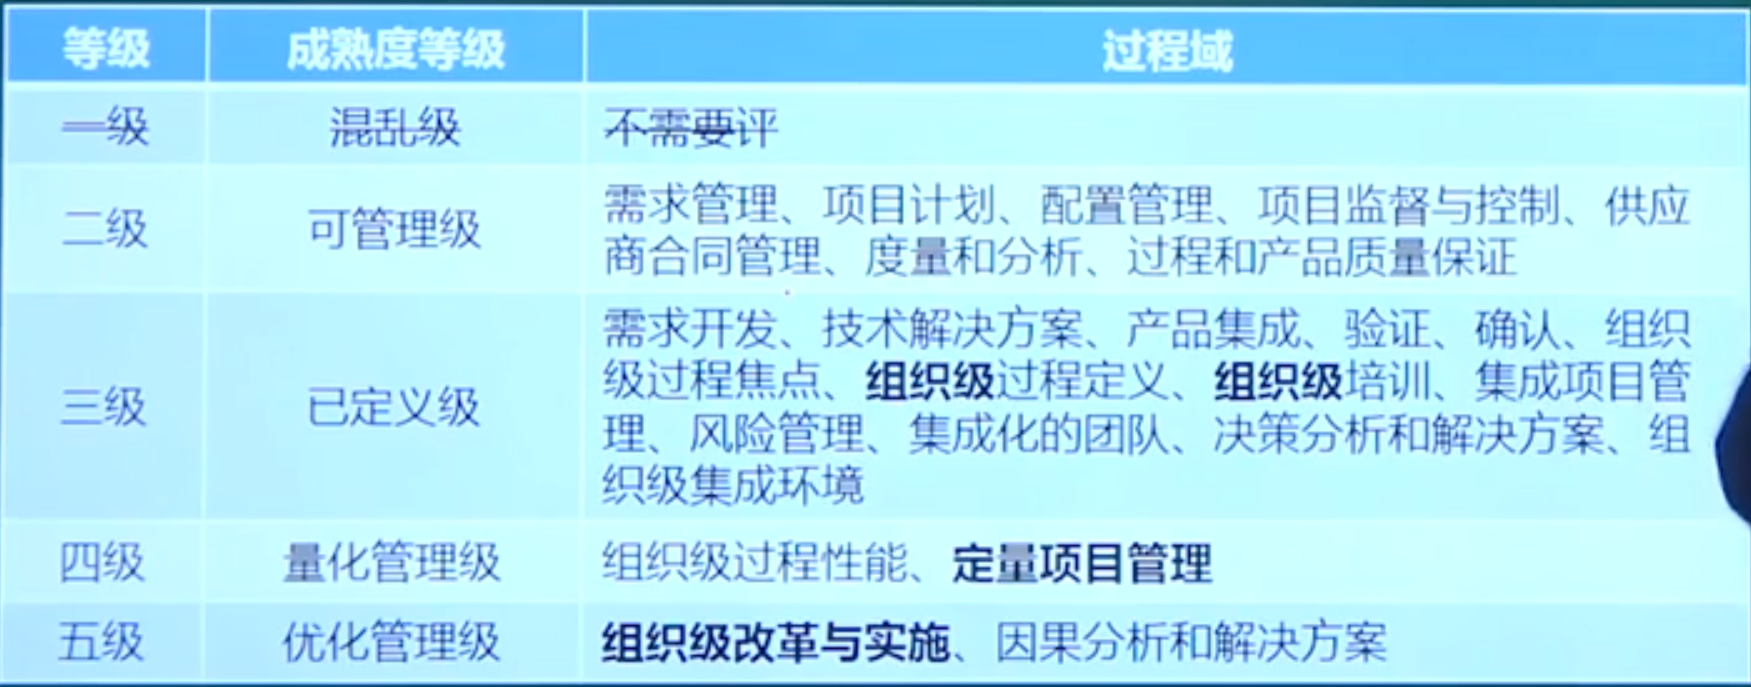 等级 成熟度等级 过程域
一级 混乱级 不需要评
二级 可管理级 需求管理、项目计划、配置管理、项目监督与控制、供应
商合同管理、度量和分析、过程和产品质量保证
三级 已定义级 需求开发、技术解决方案、产品集成、验证、确认、组织
级过程焦点、组织级过程定义、组织级培训、集成项目管
理、风险管理、集成化的团队、决策分析和解决方案、组
织级集成环境
四级 量化管理级 组织级过程性能、定量项目管理
五级 优化管理级 组织级改革与实施、因果分析和解决方案